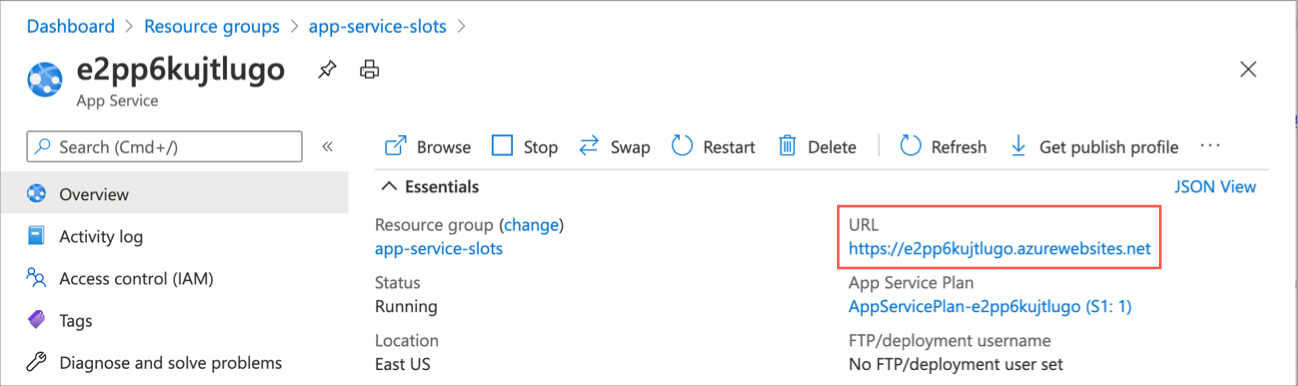 Dashboard > Resource groups > app-service-slots >
e2pp6kujtlugo
App Service
Search (Cmd+/)
«
Browse
Stop
Swap
Restart
Delete
Refresh
Get publish profile
···
Overview
Activity log
Access control (IAM)
Tags
Diagnose and solve problems
Essentials
JSON View
Resource group (change)
app-service-slots
Status
Running
Location
East US
URL
https://e2pp6kujtlugo.azurewebsites.net
App Service Plan
AppServicePlan-e2pp6kujtlugo (S1: 1)
FTP/deployment username
No FTP/deployment user set